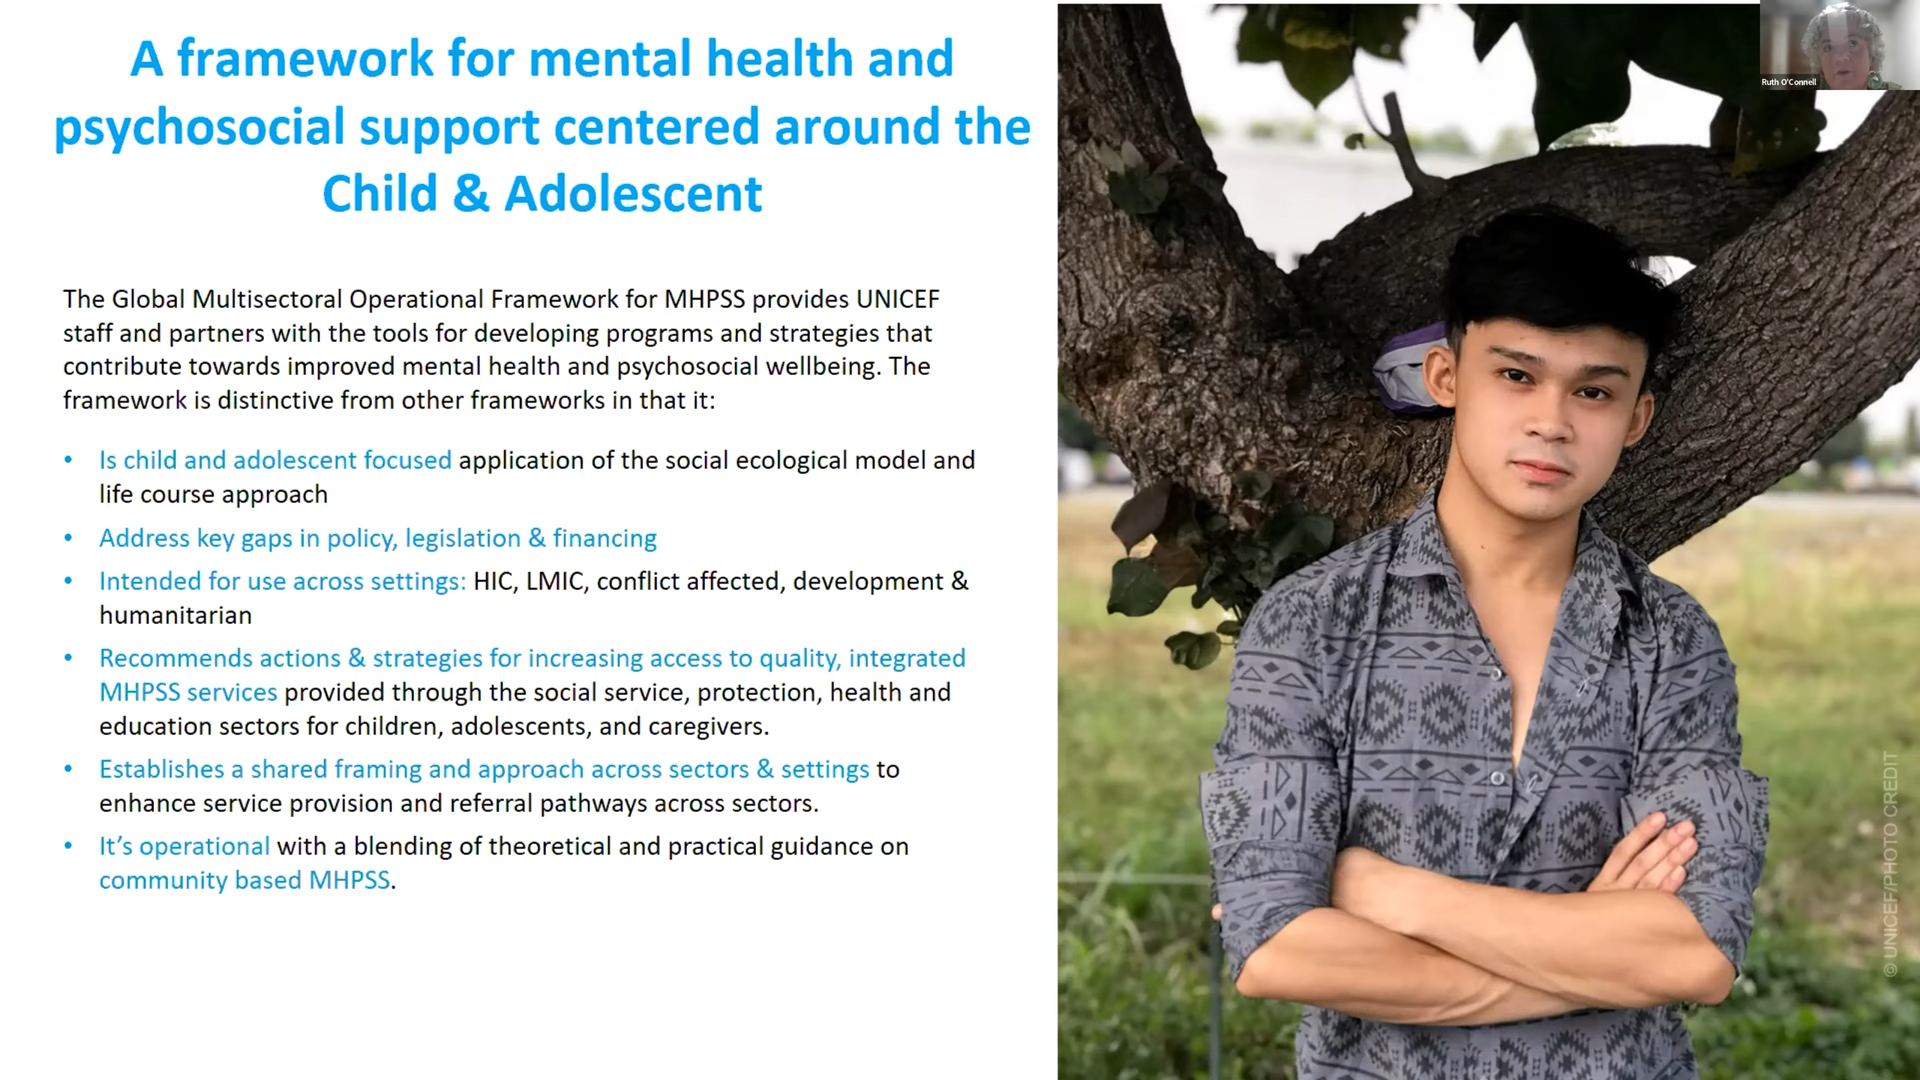 A framework for mental health and
psychosocial support centered around the
Child & Adolescent
The Global Multisectoral Operational Framework for MHPSS provides UNICEF
staff and partners with the tools for developing programs and strategies that
contribute towards improved mental health and psychosocial wellbeing. The
framework is distinctive from other frameworks in that it:
• Is child and adolescent focused application of the social ecological model and
life course approach
• Address key gaps in policy, legislation & financing
• Intended for use across settings: HIC, LMIC, conflict affected, development &
humanitarian
• Recommends actions & strategies for increasing access to quality, integrated
MHPSS services provided through the social service, protection, health and
education sectors for children, adolescents, and caregivers.
• Establishes a shared framing and approach across sectors & settings to
enhance service provision and referral pathways across sectors.
• It’s operational with a blending of theoretical and practical guidance on
community based MHPSS.
Ruth O'Connell
© UNICEF/PHOTO CREDIT